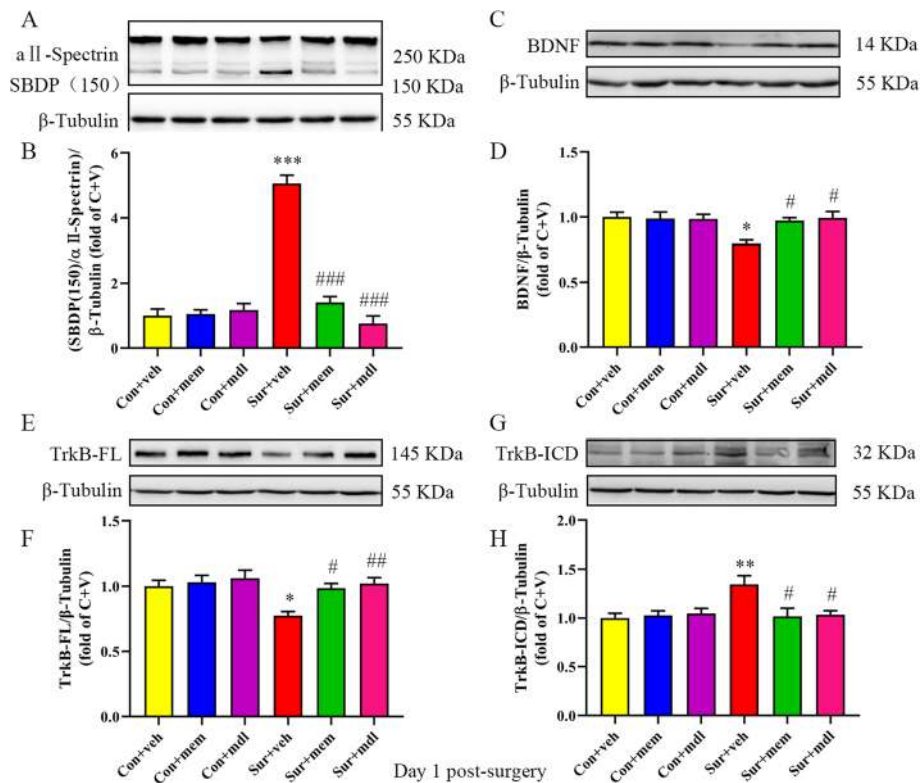 A
aⅡ-Spectrin
250 KDa
SBDP（150）
150 KDa
β-Tubulin
55 KDa
C
BDNF
14 KDa
β-Tubulin
55 KDa
B
(SBDP(150)/α Ⅱ-Spectrin)/
β-Tubulin (fold of C+V)
6
4
2
0
***
###
###
Con+veh
Con+mem
Con+mdl
Sur+veh
Sur+mem
Sur+mdl
D
BDNF/β-Tubulin
(fold of C+V)
1.5
1.0
0.5
0.0
*
#
#
Con+veh
Con+mem
Con+mdl
Sur+veh
Sur+mem
Sur+mdl
E
TrkB-FL
145 KDa
β-Tubulin
55 KDa
G
TrkB-ICD
32 KDa
β-Tubulin
55 KDa
F
TrkB-FL/β-Tubulin
(fold of C+V)
1.5
1.0
0.5
0.0
*
#
##
Con+veh
Con+mem
Con+mdl
Sur+veh
Sur+mem
Sur+mdl
H
TrkB-ICD/β-Tubulin
(fold of C+V)
2.0
1.5
1.0
0.5
0.0
**
#
#
Con+veh
Con+mem
Con+mdl
Sur+veh
Sur+mem
Sur+mdl
Day 1 post-surgery